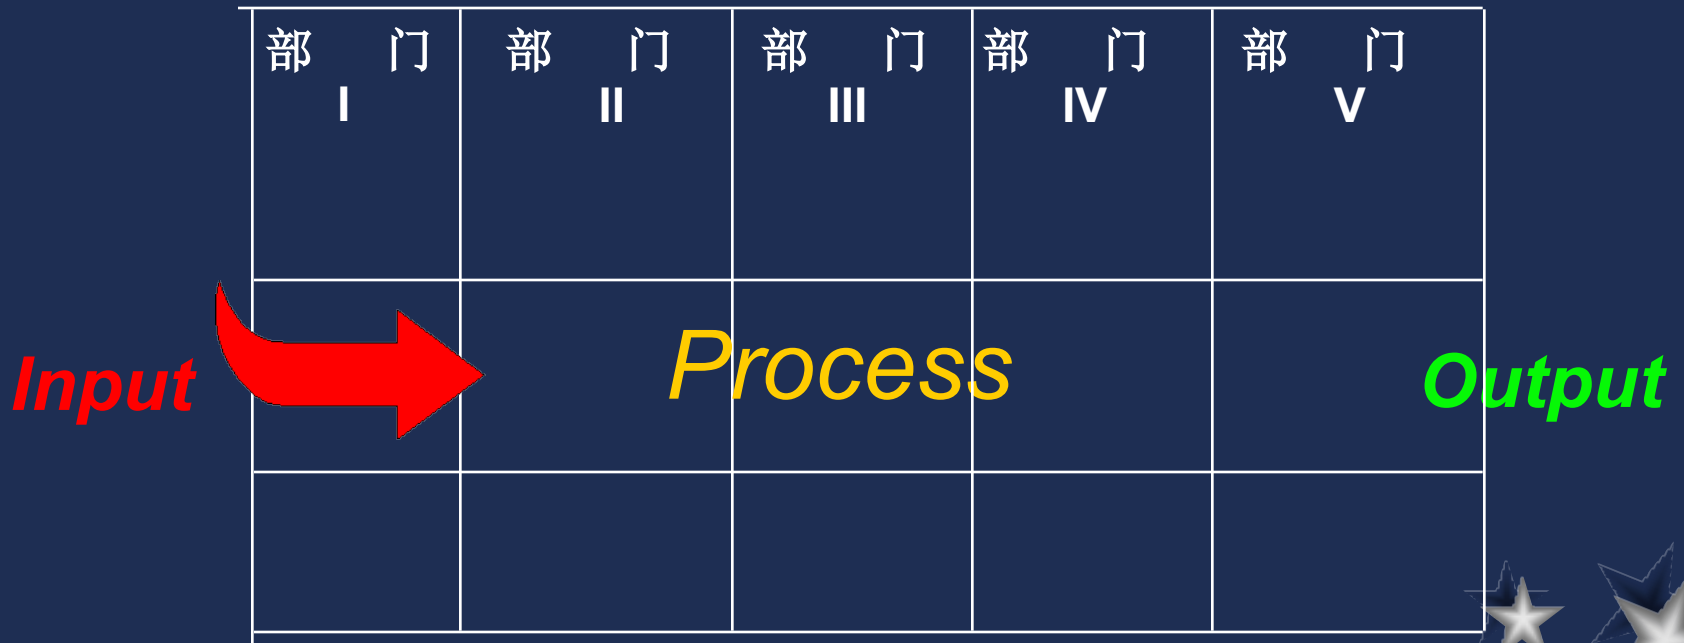 部 门 部 门 部 门 部 门 部 门
I II III IV V
Input Process Output